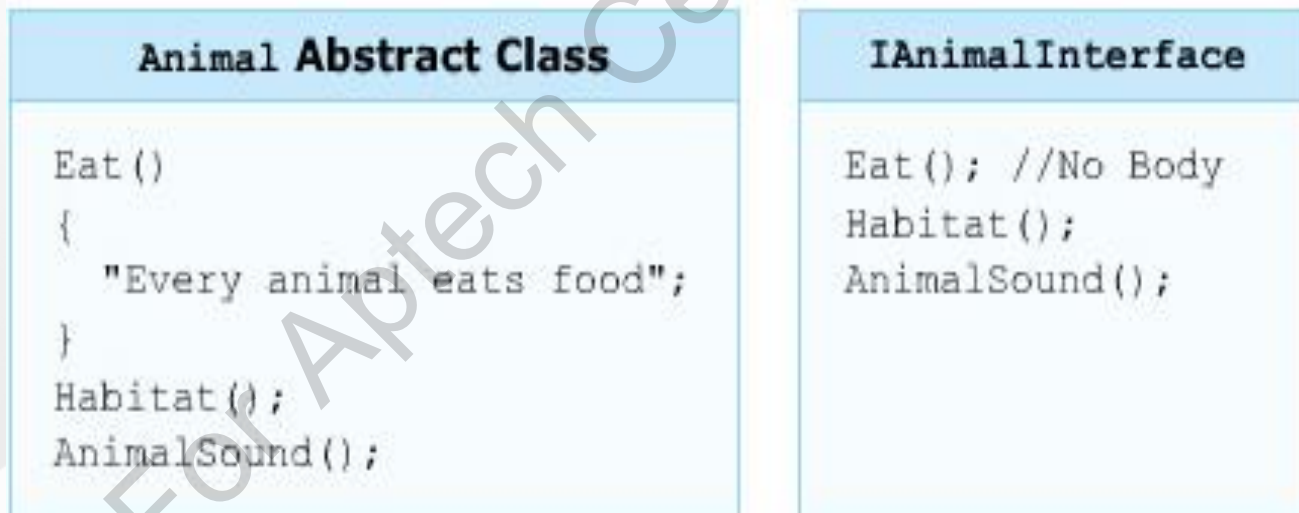 Animal Abstract Class
Eat()
{
"Every animal eats food";
}
Habitat();
AnimalSound();
IAnimalInterface
Eat(); //No Body
Habitat();
AnimalSound();
For Aptech Ce